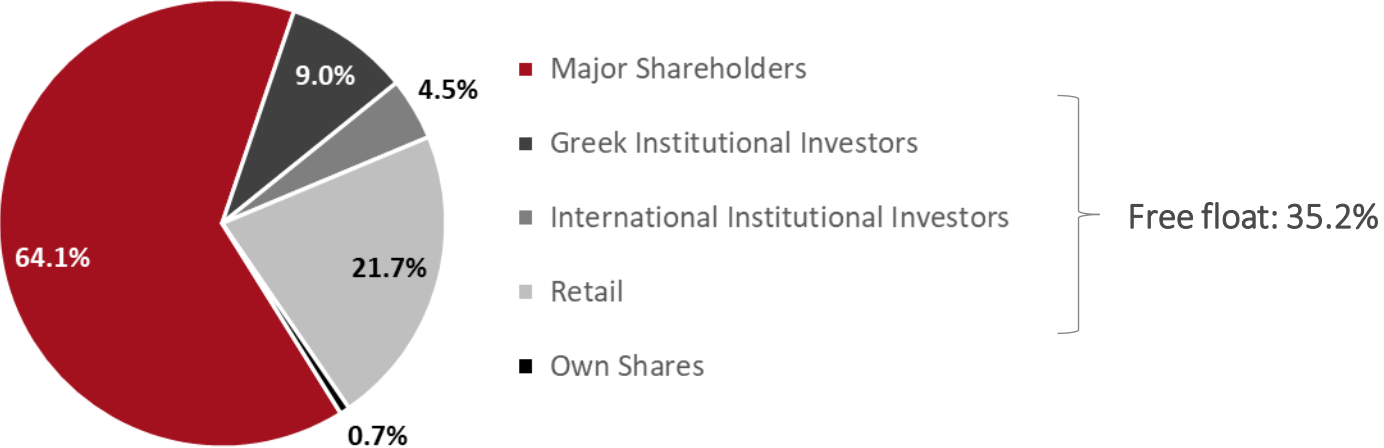 9.0%
4.5%
64.1%
21.7%
0.7%
Major Shareholders
Greek Institutional Investors
International Institutional Investors
Retail
Own Shares
Free float: 35.2%